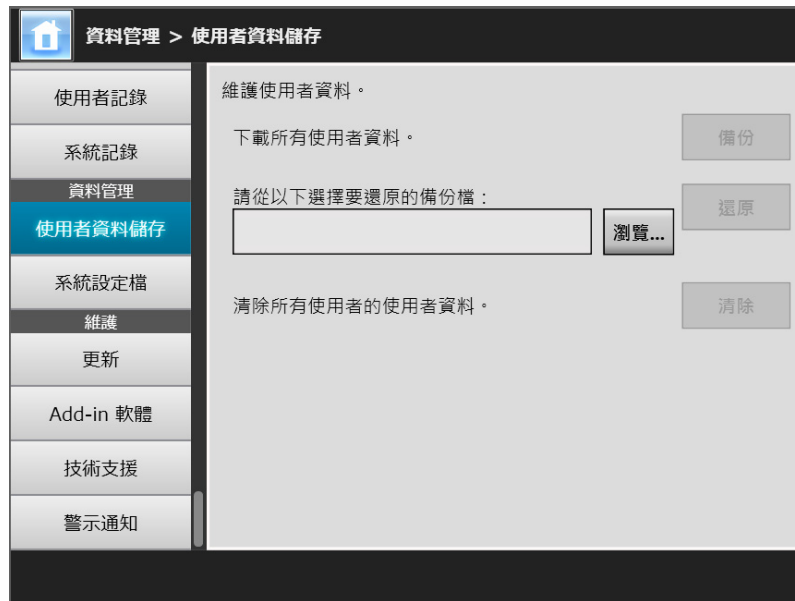 資料管理 > 使用者資料儲存
使用者記錄
系統記錄
資料管理
使用者資料儲存
系統設定檔
維護
更新
Add-in 軟體
技術支援
警示通知
維護使用者資料。
下載所有使用者資料。
備份
請從以下選擇要還原的備份檔：
還原
瀏覽...
清除所有使用者的使用者資料。
清除